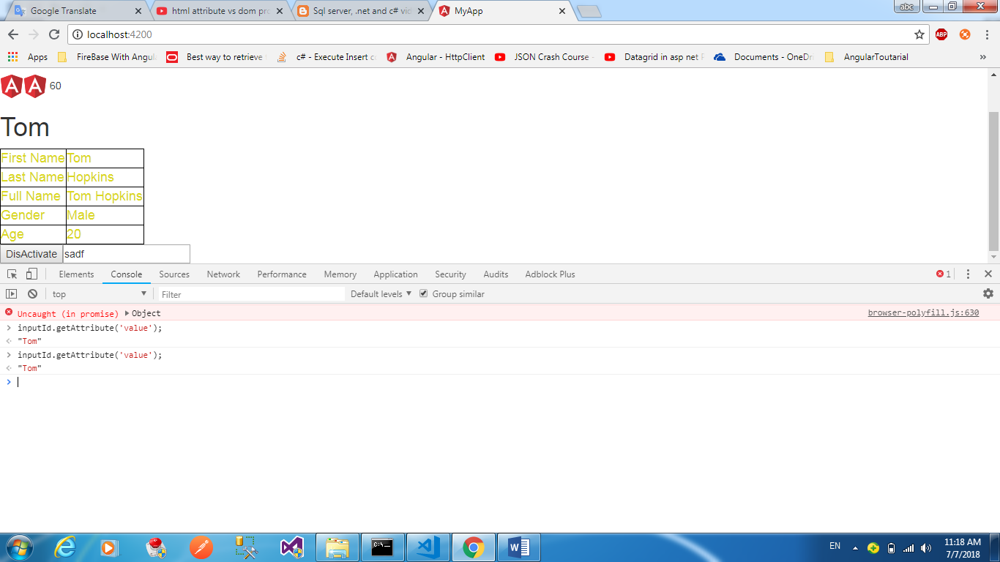 Google Translate
html attribute vs dom pro
Sql server, .net and c# vid
MyApp
abc
localhost:4200
ABP
Apps
FireBase With Angula
Best way to retrieve t
c# - Execute Insert c
Angular - HttpClient
JSON Crash Course -
Datagrid in asp net F
Documents - OneDri
AngularToutarial
»
60
Tom
First Name Tom
Last Name Hopkins
Full Name Tom Hopkins
Gender Male
Age 20
DisActivate sadf
Elements Console Sources Network Performance Memory Application Security Audits Adblock Plus 1
top Filter Default levels Group similar
Uncaught (in promise) Object browser-polyfill.js:630
> inputId.getAttribute('value');
"Tom"
> inputId.getAttribute('value');
"Tom"
>
EN 11:18 AM
7/7/2018